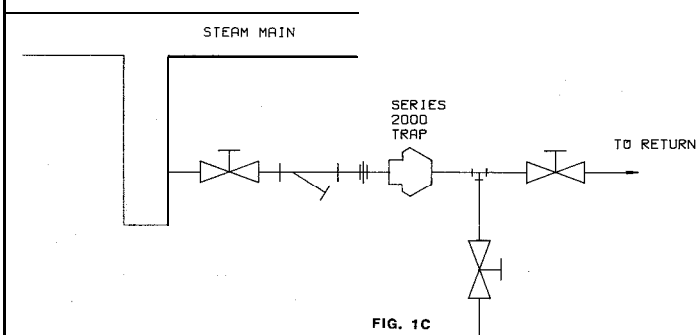 STEAM MAIN
SERIES
2000
TRAP
TO RETURN
FIG. 1C